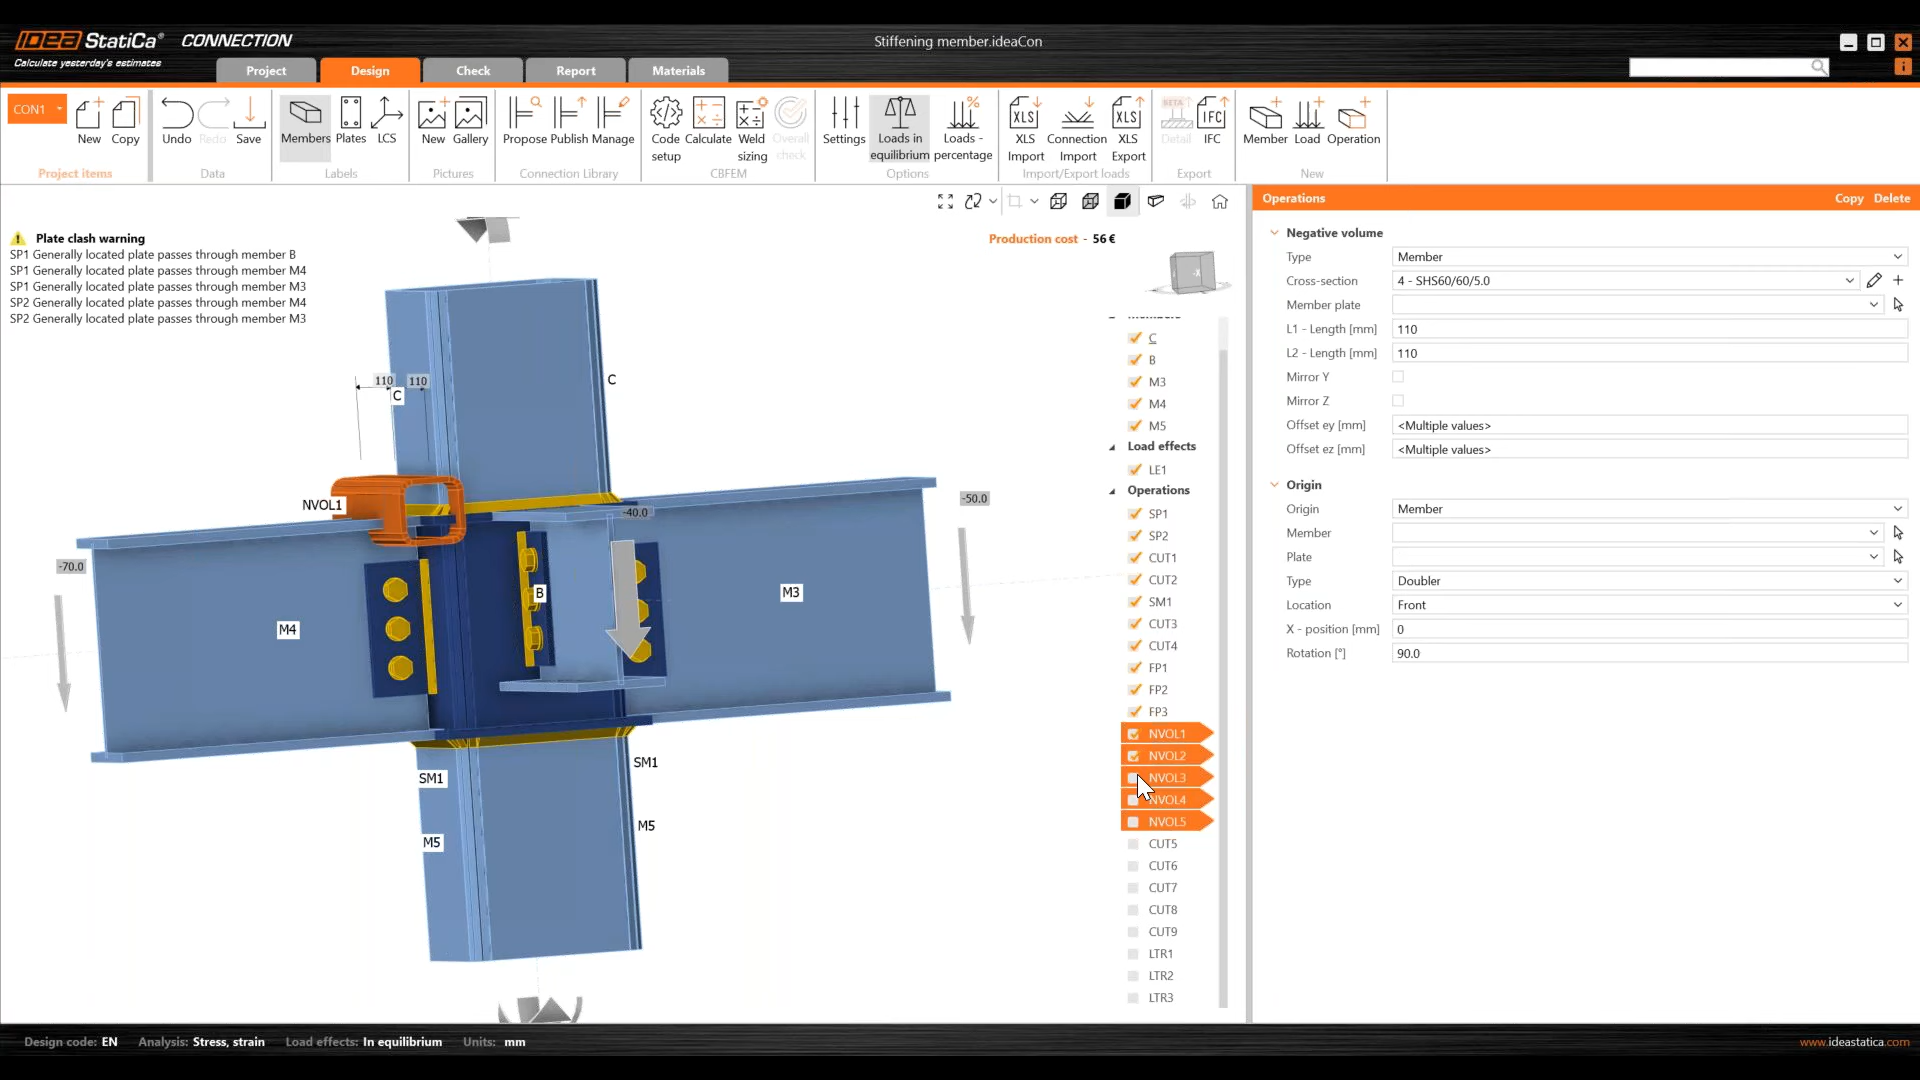 IDEA StatiCa® CONNECTION
Calculate yesterday's estimates
Stiffening member.ideaCon
Project
Design
Check
Report
Materials
CON1
New
Copy
Undo
Redo
Save
Members
Plates
LCS
New
Gallery
Propose
Publish
Manage
Code setup
Calculate
Weld sizing
Overall check
Settings
Loads in equilibrium
Loads - percentage
XLS Import
Connection Import
XLS Export
BETA
Detail
IFC
Member
Load
Operation
Project items
Data
Labels
Pictures
Connection Library
CBFEM
Options
Import/Export loads
Export
New
Plate clash warning
SP1 Generally located plate passes through member B
SP1 Generally located plate passes through member M4
SP1 Generally located plate passes through member M3
SP2 Generally located plate passes through member M4
SP2 Generally located plate passes through member M3
Production cost - 56 €
-X
110
110
C
C
NVOL1
-40.0
-50.0
-70.0
B
M3
M4
SM1
SM1
M5
M5
Members
C
B
M3
M4
M5
Load effects
LE1
Operations
SP1
SP2
CUT1
CUT2
SM1
CUT3
CUT4
FP1
FP2
FP3
NVOL1
NVOL2
NVOL3
NVOL4
NVOL5
CUT5
CUT6
CUT7
CUT8
CUT9
LTR1
LTR2
LTR3
Operations
Copy
Delete
Negative volume
Type Member
Cross-section 4 - SHS60/60/5.0
Member plate
L1 - Length [mm] 110
L2 - Length [mm] 110
Mirror Y
Mirror Z
Offset ey [mm] <Multiple values>
Offset ez [mm] <Multiple values>
Origin
Origin Member
Member
Plate
Type Doubler
Location Front
X - position [mm] 0
Rotation [°] 90.0
Design code: EN
Analysis: Stress, strain
Load effects: In equilibrium
Units: mm
www.ideastatica.com